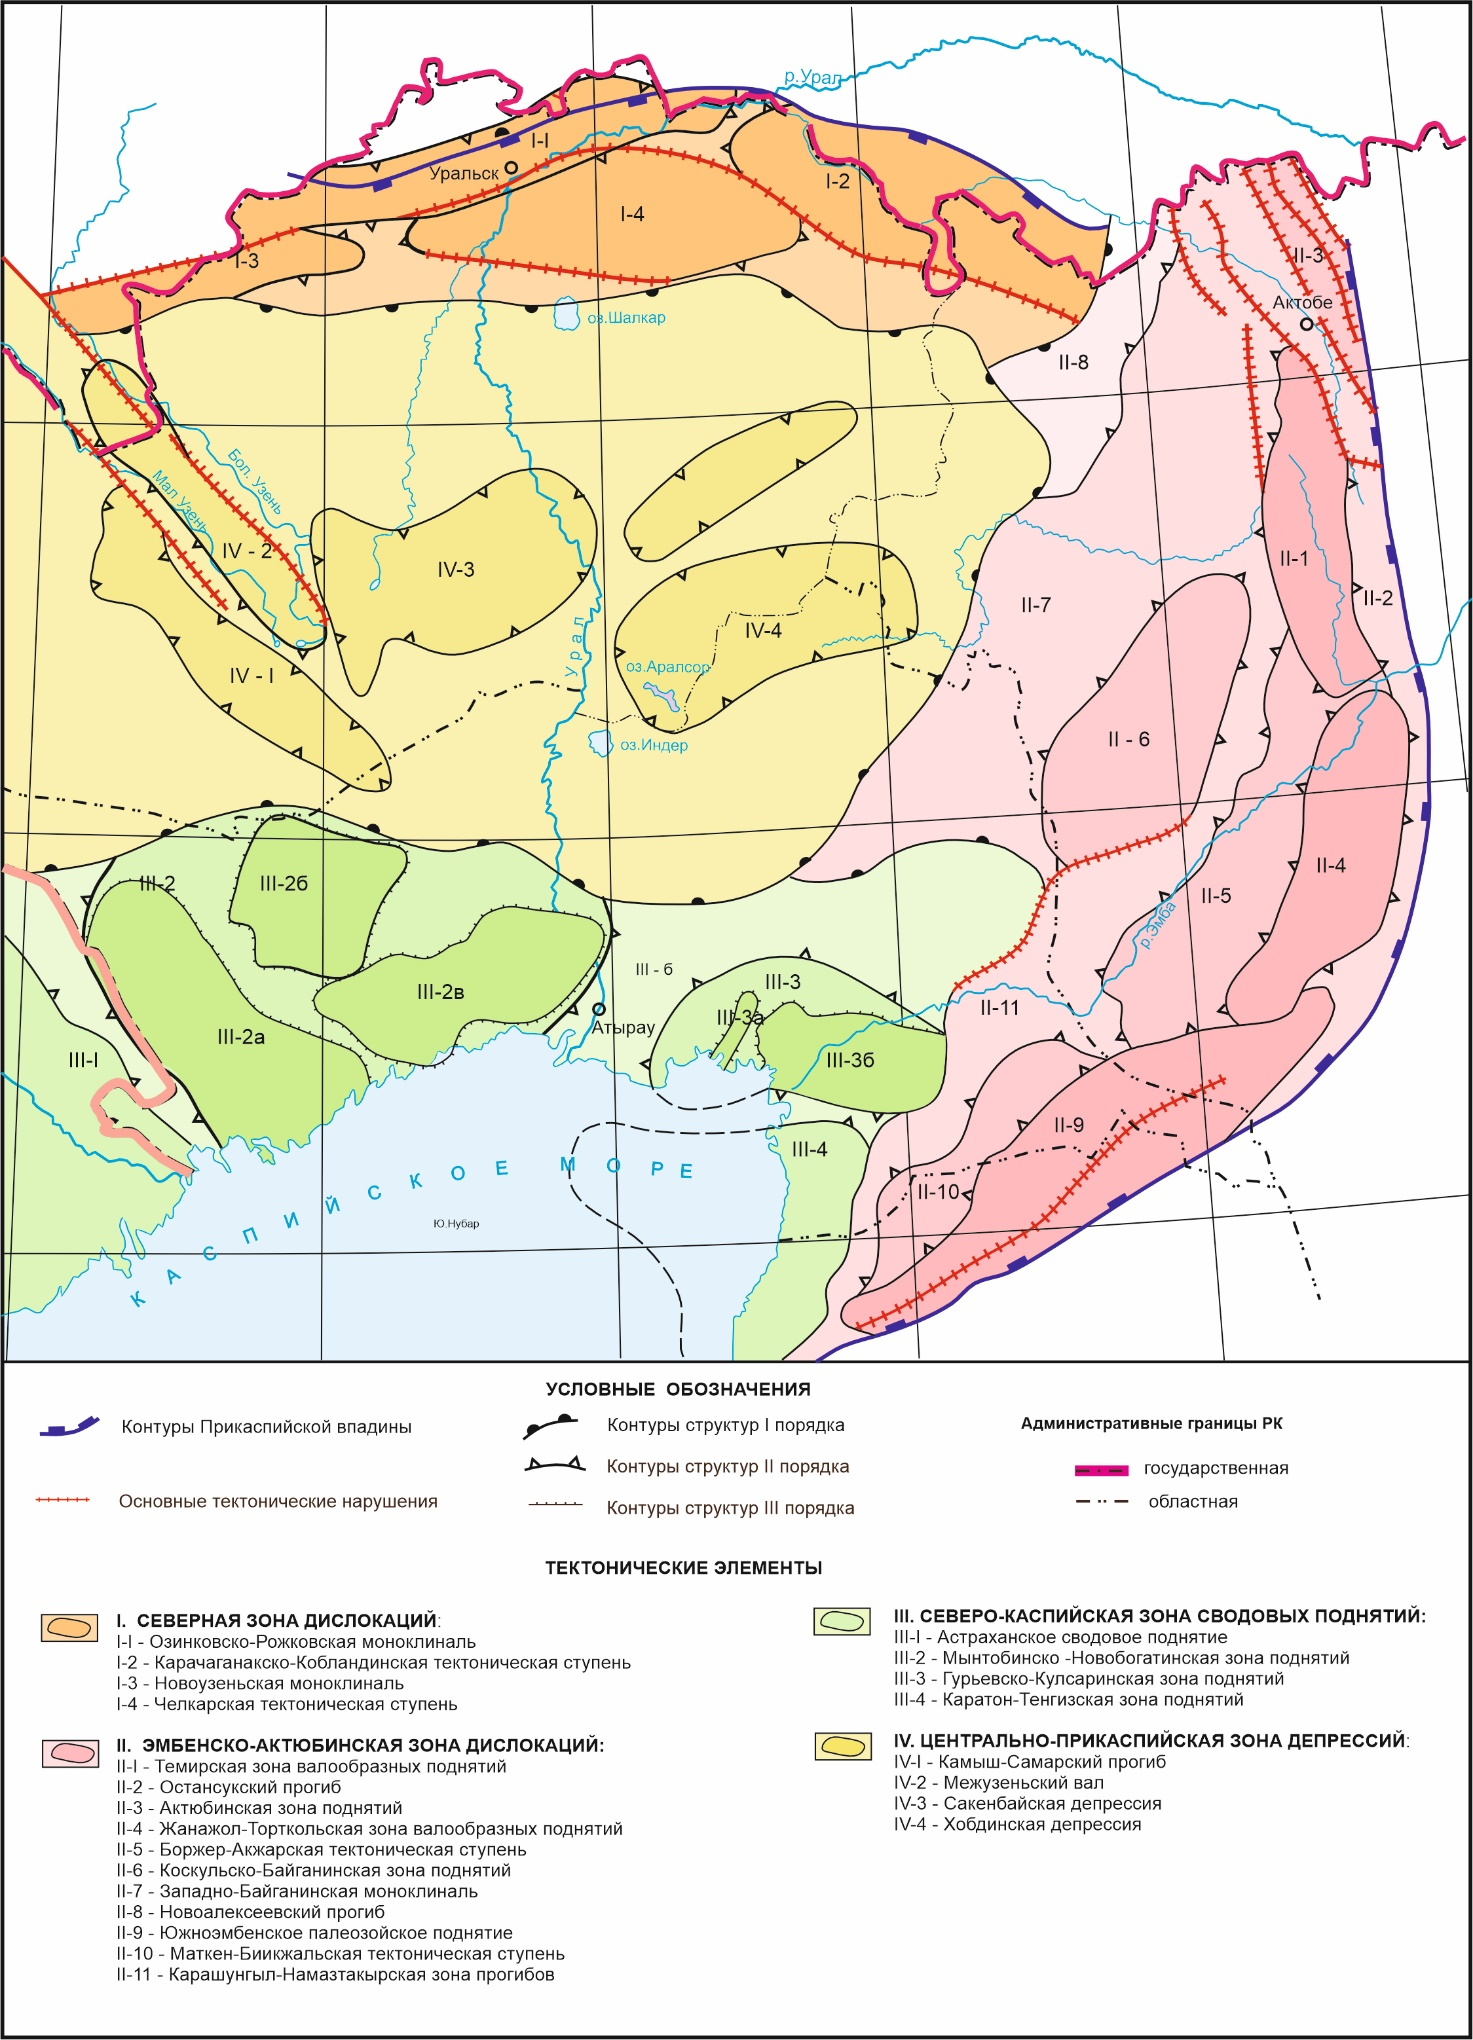 р.Урал
I-I
Уральск
I-2
I-4
I-3
II-3
Актобе
оз.Шалкар
II-8
Бол. Узень
Мал Узень
IV - 2
IV-3
II-1
II-7
II-2
IV-4
Урал
оз.Аралсор
IV - I
II - 6
оз.Индер
II-4
III-2
III-2б
II-5
р.Эмба
III - 6
III-3
III-2в
II-11
III-3а
Атырау
III-2а
III-I
III-3б
II-9
III-4
II-10
КАСПИЙСКОЕ МОРЕ
Ю.Нубар
УСЛОВНЫЕ ОБОЗНАЧЕНИЯ
Контуры Прикаспийской впадины
Основные тектонические нарушения
Контуры структур I порядка
Контуры структур II порядка
Контуры структур III порядка
Административные границы РК
государственная
областная
ТЕКТОНИЧЕСКИЕ ЭЛЕМЕНТЫ
I. СЕВЕРНАЯ ЗОНА ДИСЛОКАЦИЙ:
I-I - Озинковско-Рожковская моноклиналь
I-2 - Карачаганакско-Кобландинская тектоническая ступень
I-3 - Новоузеньская моноклиналь
I-4 - Челкарская тектоническая ступень
II. ЭМБЕНСКО-АКТЮБИНСКАЯ ЗОНА ДИСЛОКАЦИЙ:
II-I - Темирская зона валообразных поднятий
II-2 - Остансукский прогиб
II-3 - Актюбинская зона поднятий
II-4 - Жанажол-Торткольская зона валообразных поднятий
II-5 - Боржер-Акжарская тектоническая ступень
II-6 - Коскульско-Байганинская зона поднятий
II-7 - Западно-Байганинская моноклиналь
II-8 - Новоалексеевский прогиб
II-9 - Южноэмбенское палеозойское поднятие
II-10 - Маткен-Биикжальская тектоническая ступень
II-11 - Карашунгыл-Намазтакырская зона прогибов
III. СЕВЕРО-КАСПИЙСКАЯ ЗОНА СВОДОВЫХ ПОДНЯТИЙ:
III-I - Астраханское сводовое поднятие
III-2 - Мынтобинско -Новобогатинская зона поднятий
III-3 - Гурьевско-Кулсаринская зона поднятий
III-4 - Каратон-Тенгизская зона поднятий
IV. ЦЕНТРАЛЬНО-ПРИКАСПИЙСКАЯ ЗОНА ДЕПРЕССИЙ:
IV-I - Камыш-Самарский прогиб
IV-2 - Межузеньский вал
IV-3 - Сакенбайская депрессия
IV-4 - Хобдинская депрессия